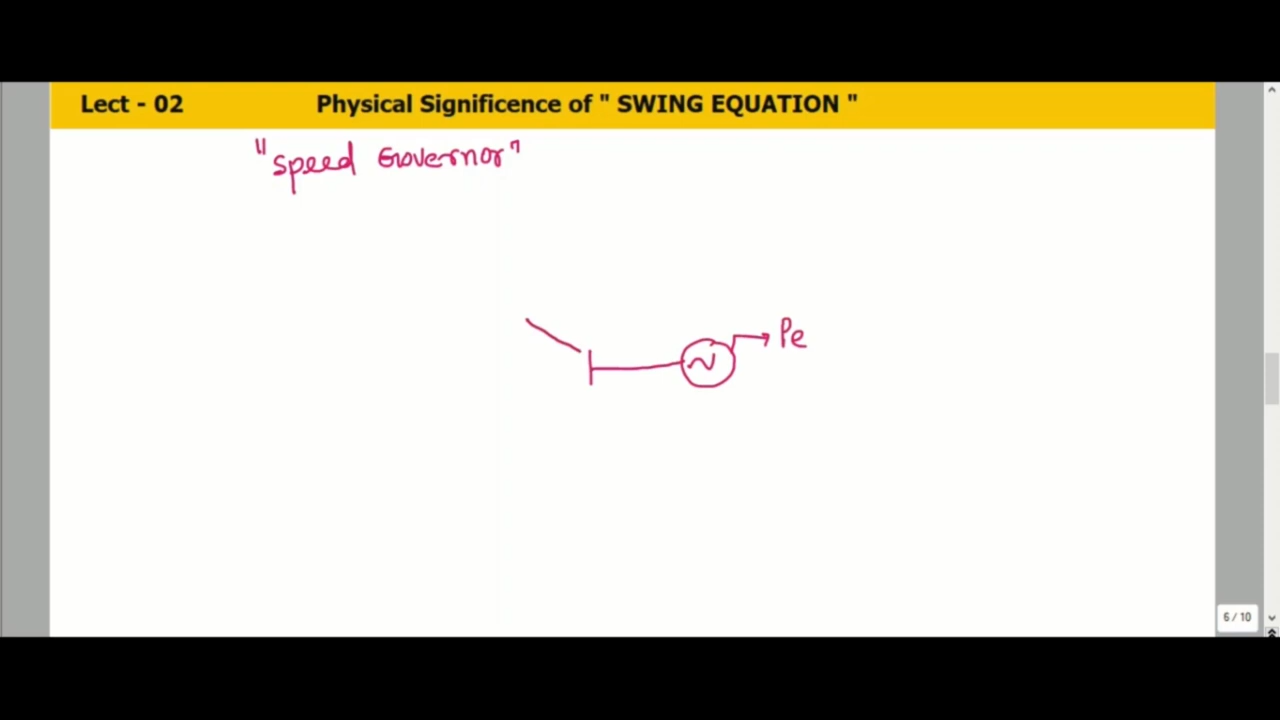 Lect - 02 Physical Significence of " SWING EQUATION "
"Speed Governor"
Pe
6 / 10